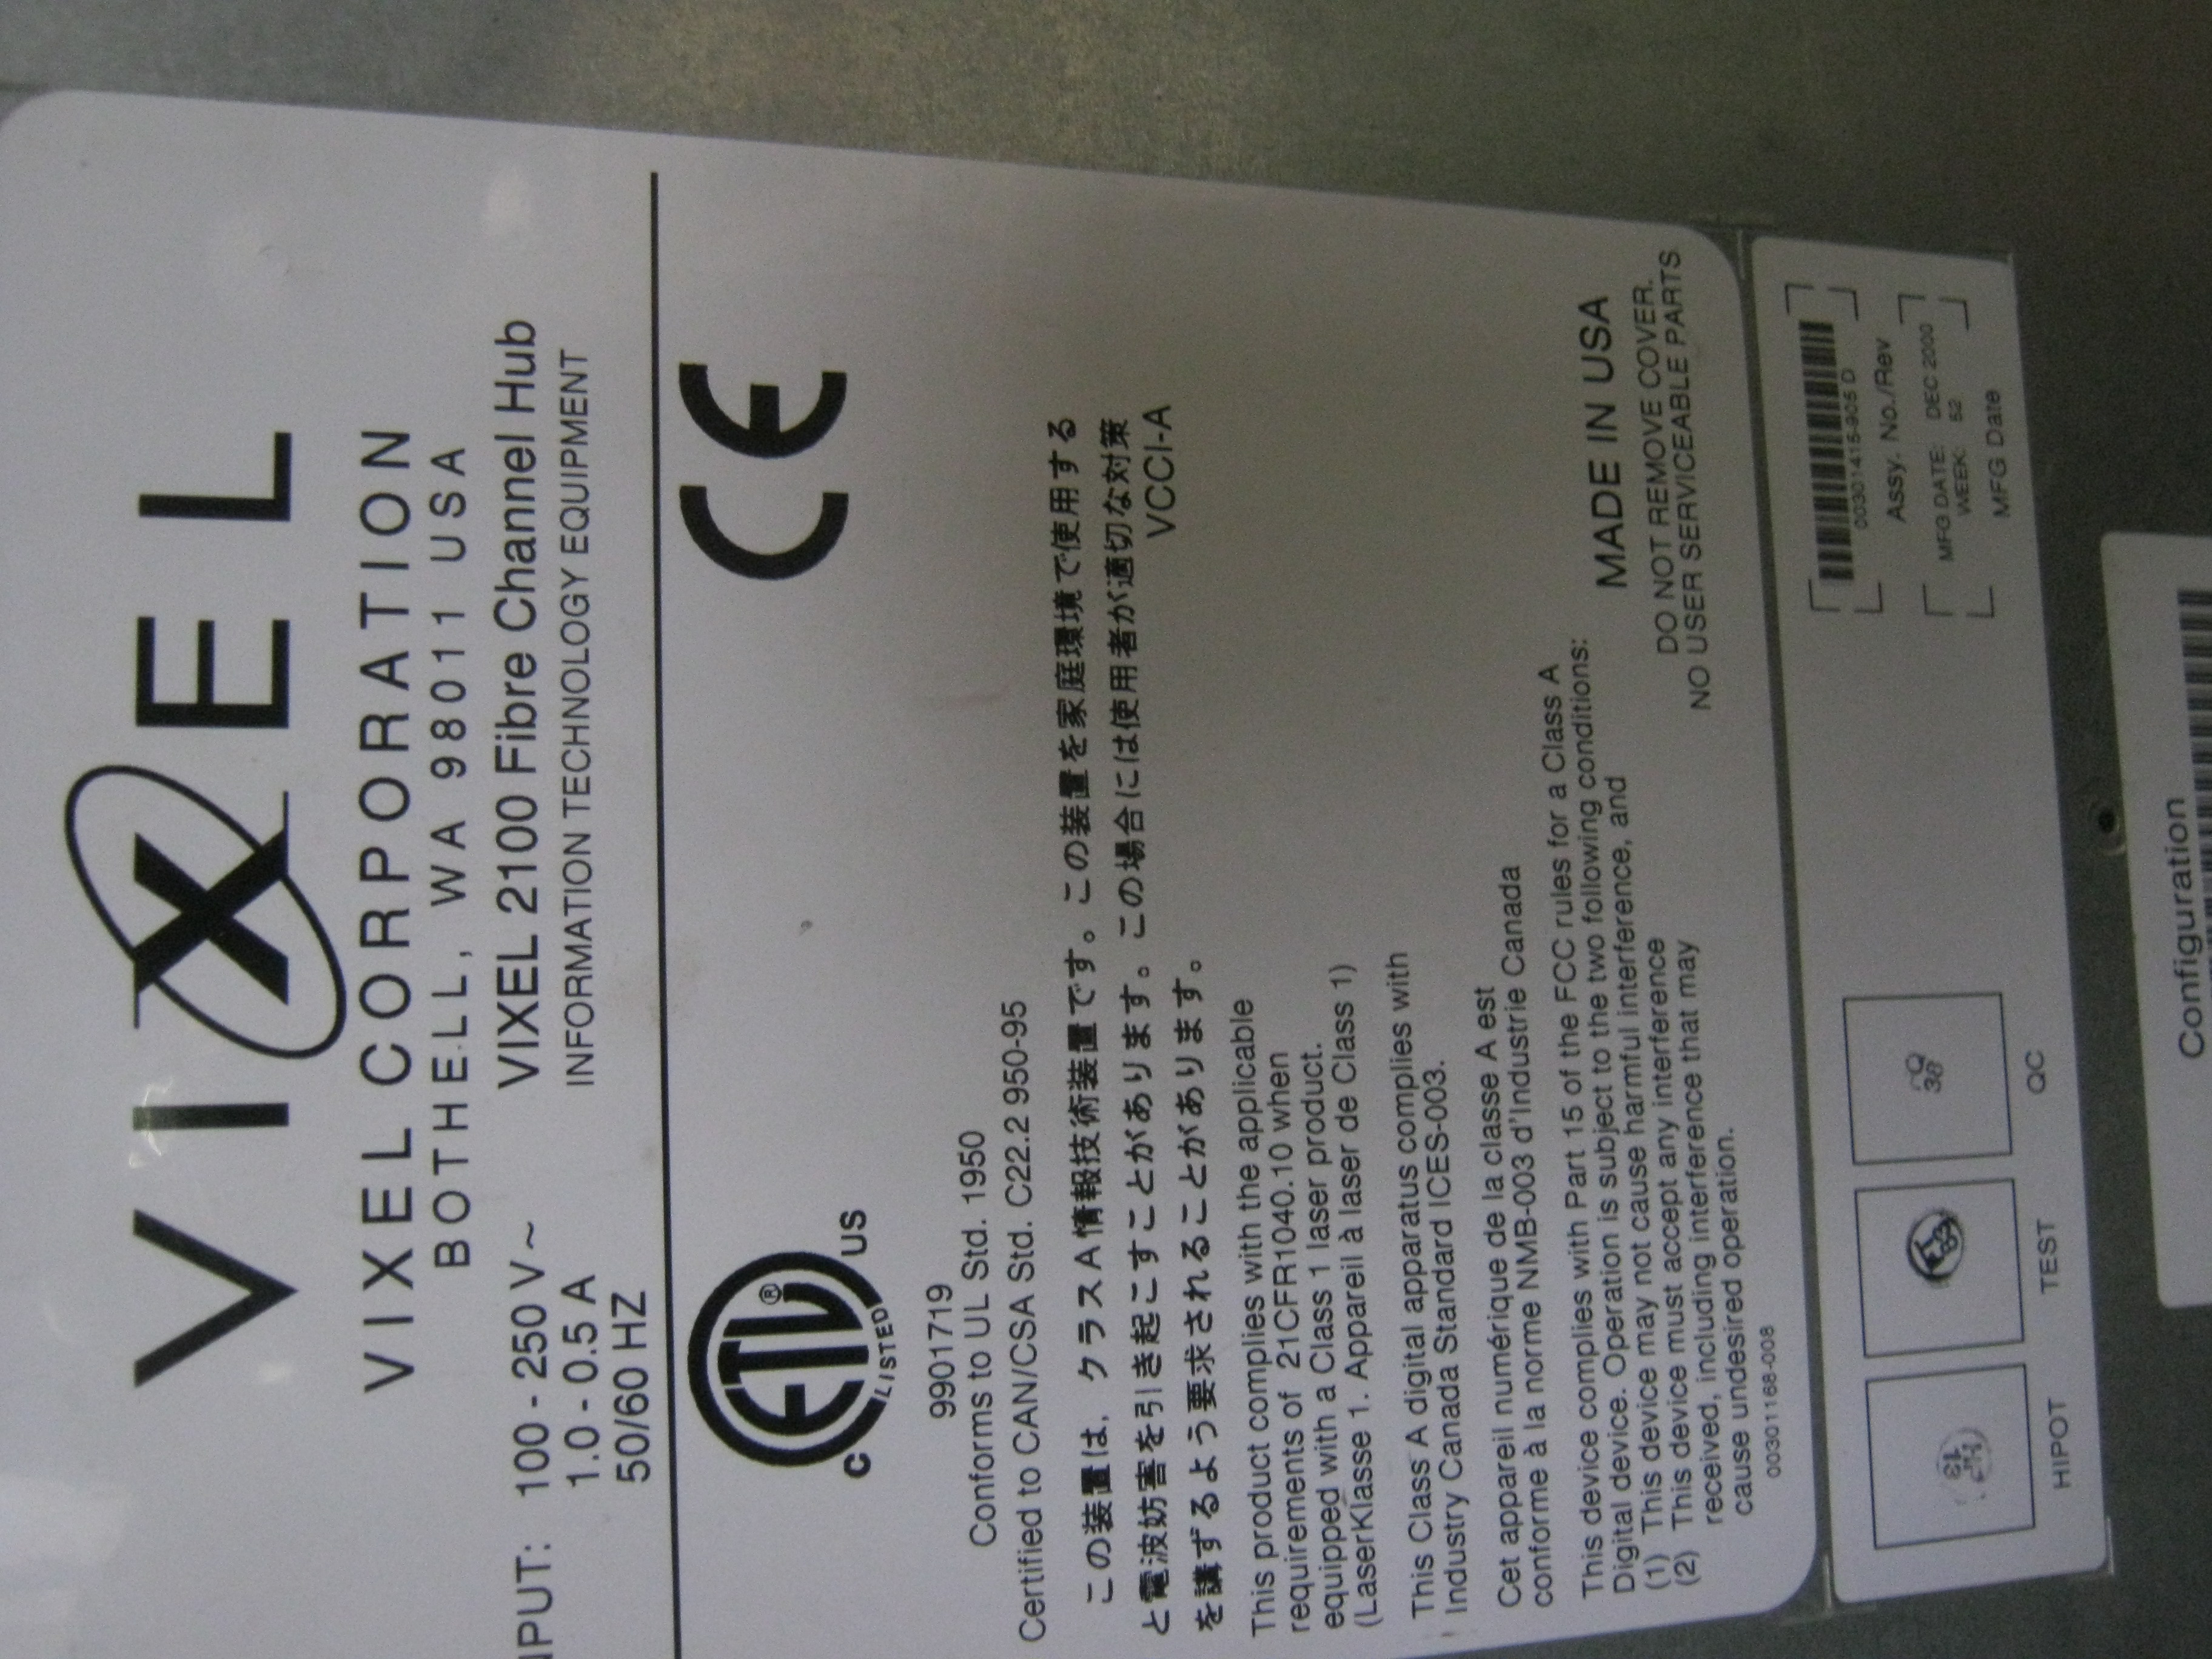 VIXEL
VIXEL CORPORATION
BOTHELL, WA 98011 USA
VIXEL 2100 Fibre Channel Hub
INFORMATION TECHNOLOGY EQUIPMENT
INPUT: 100 - 250 V~
1.0 - 0.5 A
50/60 HZ
ETL ®
C LISTED US
CE
9901719
Conforms to UL Std. 1950
Certified to CAN/CSA Std. C22.2 950-95
この装置は、クラスA情報技術装置です。この装置を家庭環境で使用する
と電波妨害を引き起こすことがあります。この場合には使用者が適切な対策
を講ずるよう要求されることがあります。
VCCI-A
This product complies with the applicable
requirements of 21CFR1040.10 when
equipped with a Class 1 laser product.
(LaserKlasse 1. Appareil à laser de Class 1)
This Class A digital apparatus complies with
Industry Canada Standard ICES-003.
Cet appareil numérique de la classe A est
conforme à la norme NMB-003 d'Industrie Canada
This device complies with Part 15 of the FCC rules for a Class A
Digital device. Operation is subject to the two following conditions:
(1) This device may not cause harmful interference, and
(2) This device must accept any interference
received, including interference that may
cause undesired operation.
00301168-008
MADE IN USA
DO NOT REMOVE COVER.
NO USER SERVICEABLE PARTS
HIPOT
TEST
38
QC
00301415-905 D
Assy. No./Rev
MFG DATE: DEC 2000
WEEK: 52
MFG Date
Configuration